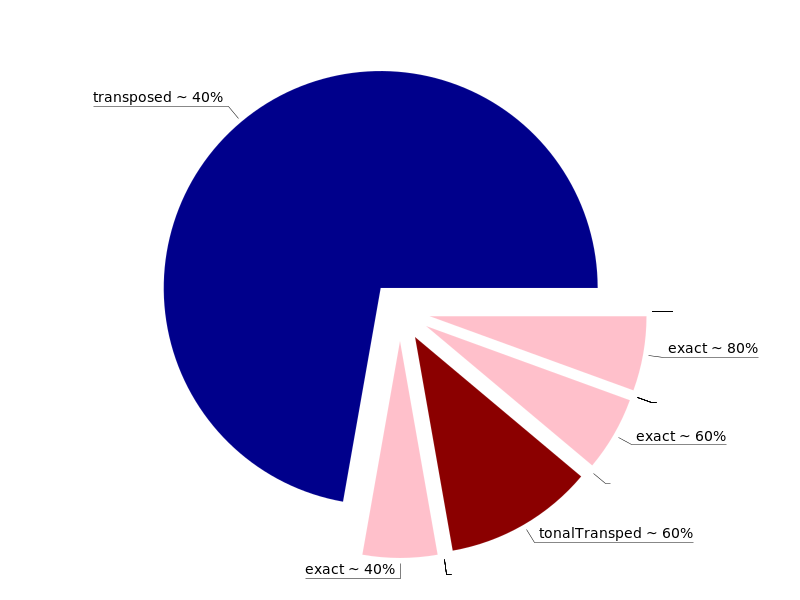 transposed ~ 40%
exact ~ 80%
exact ~ 60%
tonalTransped ~ 60%
exact ~ 40%